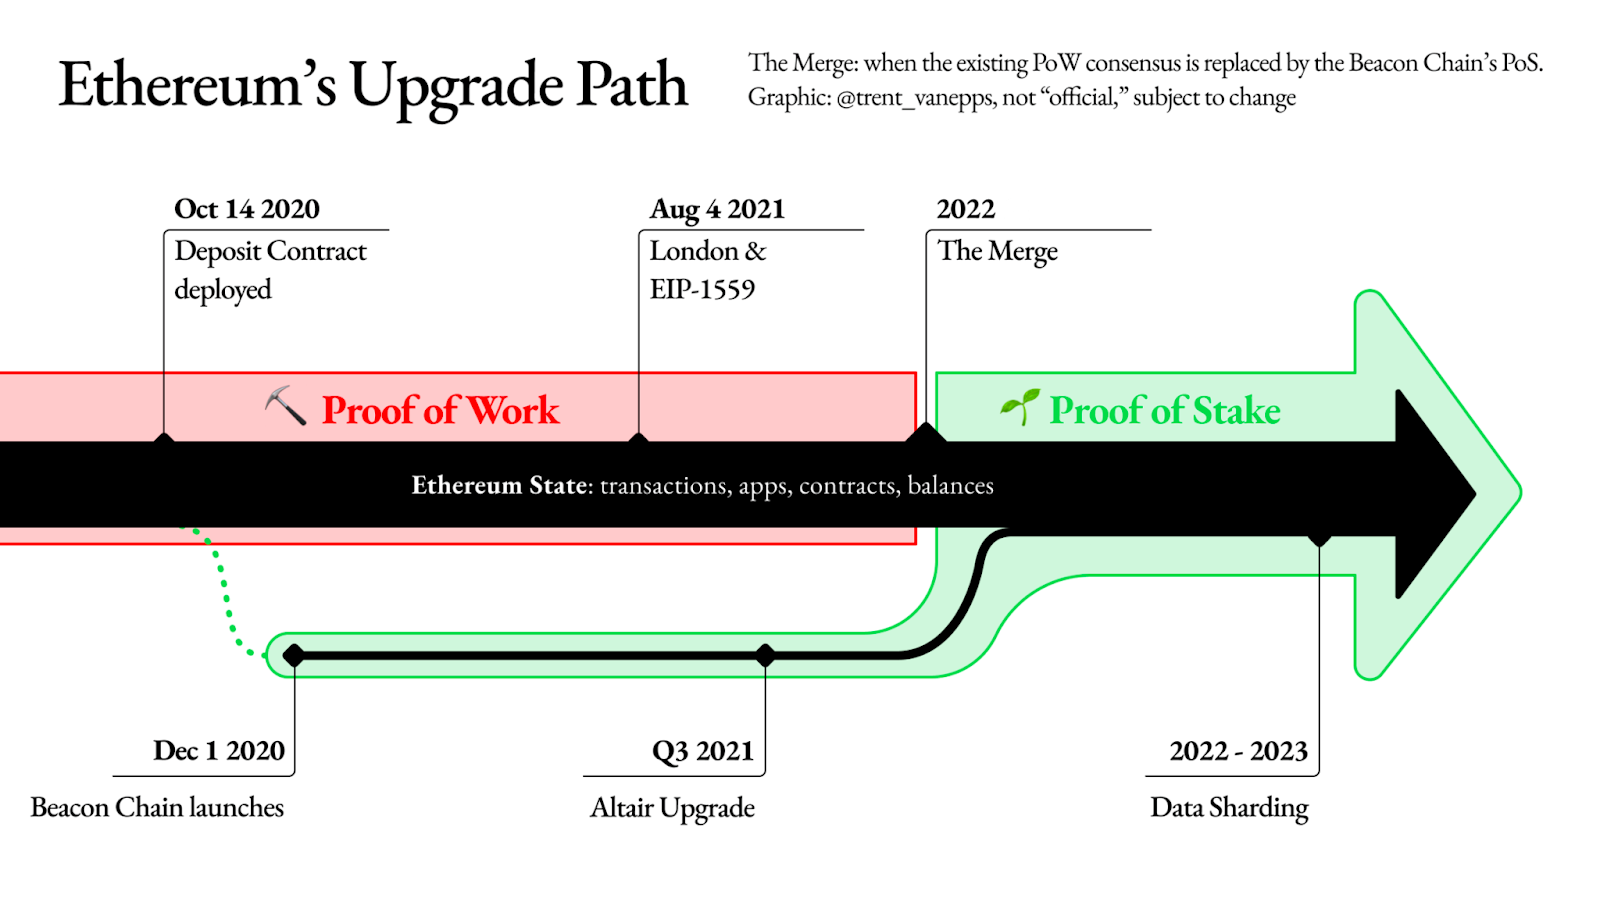 Ethereum’s Upgrade Path
The Merge: when the existing PoW consensus is replaced by the Beacon Chain’s PoS.
Graphic: @trent_vanepps, not “official,” subject to change
Oct 14 2020
Deposit Contract
deployed
Aug 4 2021
London &
EIP-1559
2022
The Merge
Proof of Work
Proof of Stake
Ethereum State: transactions, apps, contracts, balances
Dec 1 2020
Beacon Chain launches
Q3 2021
Altair Upgrade
2022 - 2023
Data Sharding